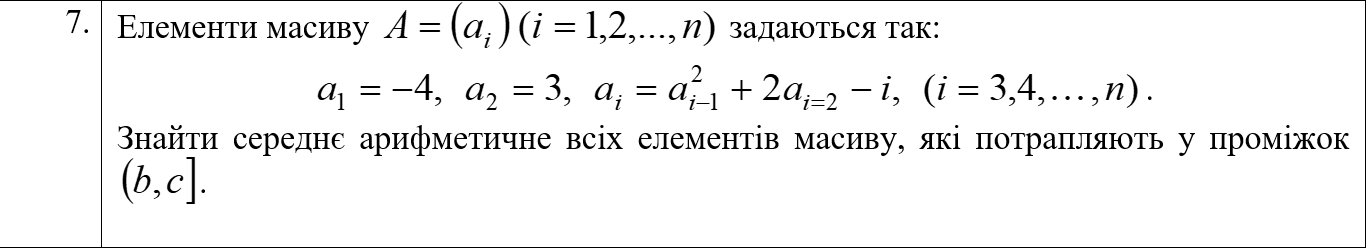 7. Елементи масиву A = (a_i) (i = 1,2,...,n) задаються так:
a_1 = −4, a_2 = 3, a_i = a_{i−1}^2 + 2a_{i=2} − i, (i = 3,4,...,n).
Знайти середнє арифметичне всіх елементів масиву, які потрапляють у проміжок
(b,c].